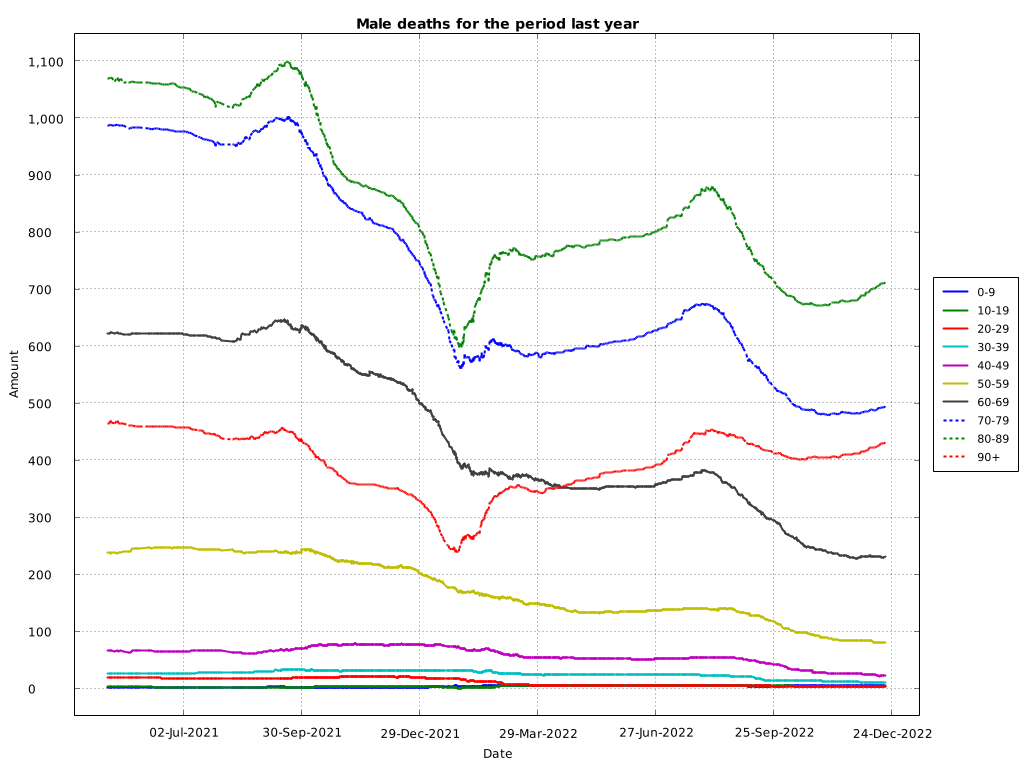 Male deaths for the period last year
1,100
1,000
900
800
700
600
500
400
300
200
100
0
Amount
02-Jul-2021
30-Sep-2021
29-Dec-2021
29-Mar-2022
27-Jun-2022
25-Sep-2022
24-Dec-2022
Date
0-9
10-19
20-29
30-39
40-49
50-59
60-69
70-79
80-89
90+